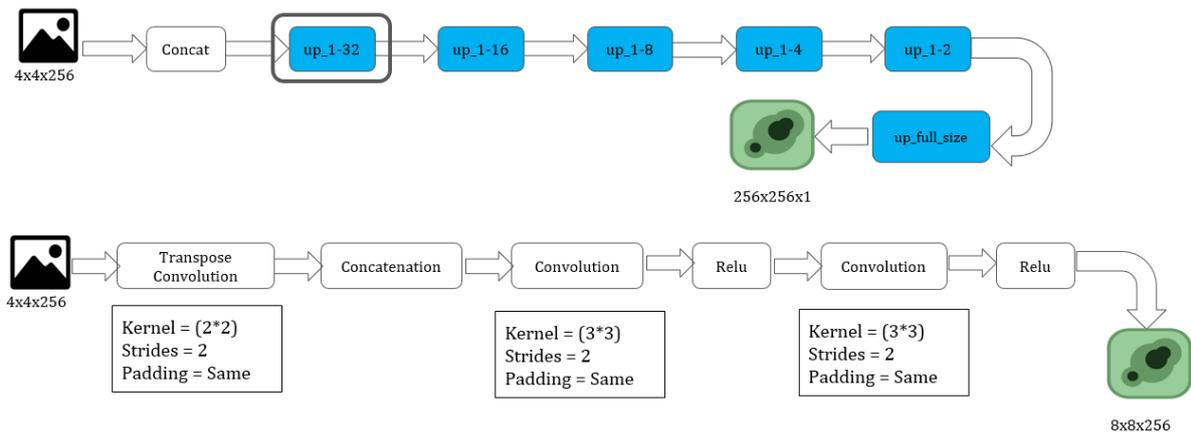 4x4x256
Concat
up_1-32
up_1-16
up_1-8
up_1-4
up_1-2
up_full_size
256x256x1
4x4x256
Transpose
Convolution
Concatenation
Convolution
Relu
Convolution
Relu
Kernel = (2*2)
Strides = 2
Padding = Same
Kernel = (3*3)
Strides = 2
Padding = Same
Kernel = (3*3)
Strides = 2
Padding = Same
8x8x256